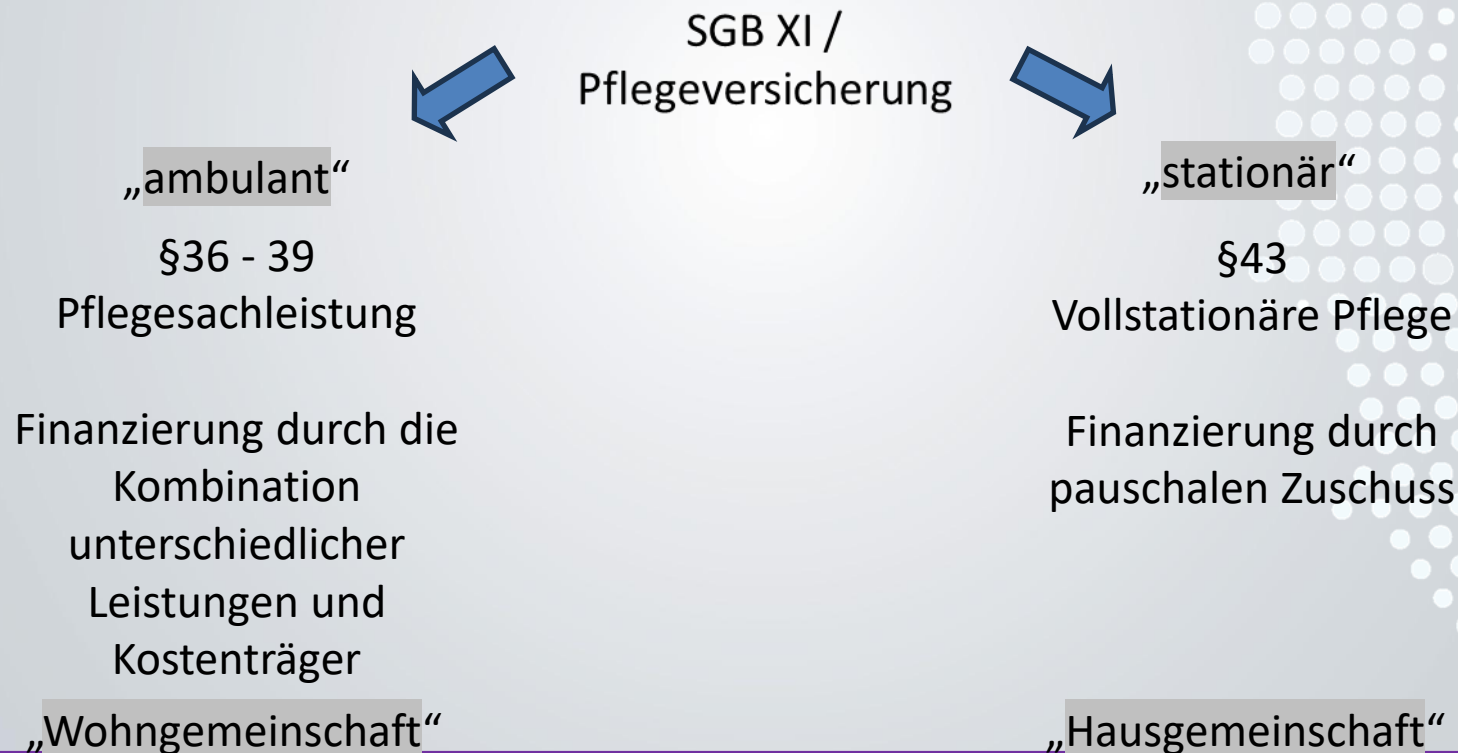 SGB XI /
Pflegeversicherung
„ambulant“
§36 - 39
Pflegesachleistung
Finanzierung durch die
Kombination
unterschiedlicher
Leistungen und
Kostenträger
„Wohngemeinschaft“
„stationär“
§43
Vollstationäre Pflege
Finanzierung durch
pauschalen Zuschuss
„Hausgemeinschaft“